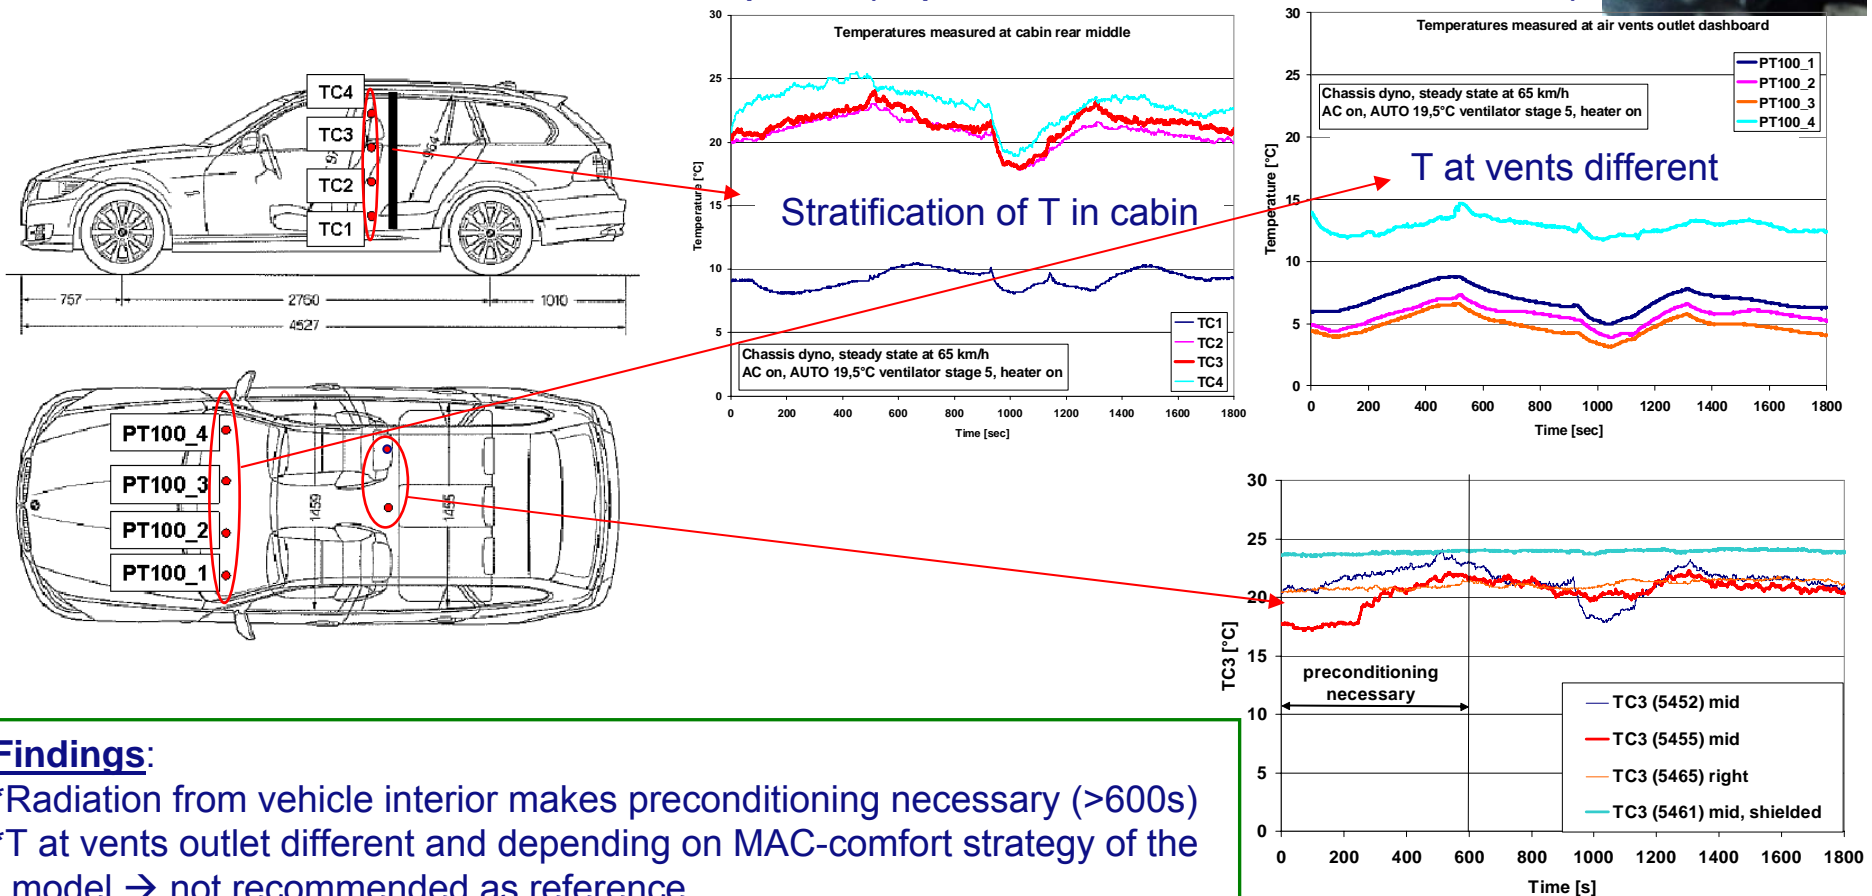 TC4
TC3
TC2
TC1
757
2760
1010
4527
PT100_4
PT100_3
PT100_2
PT100_1
1459
1455
Temperatures measured at cabin rear middle
Temperature [°C]
30
25
20
15
10
5
0
Stratification of T in cabin
TC1
TC2
TC3
TC4
Chassis dyno, steady state at 65 km/h
AC on, AUTO 19,5°C ventilator stage 5, heater on
0 200 400 600 800 1000 1200 1400 1600 1800
Time [sec]
Temperatures measured at air vents outlet dashboard
PT100_1
PT100_2
PT100_3
PT100_4
Chassis dyno, steady state at 65 km/h
AC on, AUTO 19,5°C ventilator stage 5, heater on
T at vents different
Temperature [°C]
30
25
20
15
10
5
0
0 200 400 600 800 1000 1200 1400 1600 1800
Time [sec]
TC3 [°C]
30
25
20
15
10
5
0
preconditioning
necessary
TC3 (5452) mid
TC3 (5455) mid
TC3 (5465) right
TC3 (5461) mid, shielded
0 200 400 600 800 1000 1200 1400 1600 1800
Time [s]
Findings:
*Radiation from vehicle interior makes preconditioning necessary (>600s)
*T at vents outlet different and depending on MAC-comfort strategy of the
model → not recommended as reference